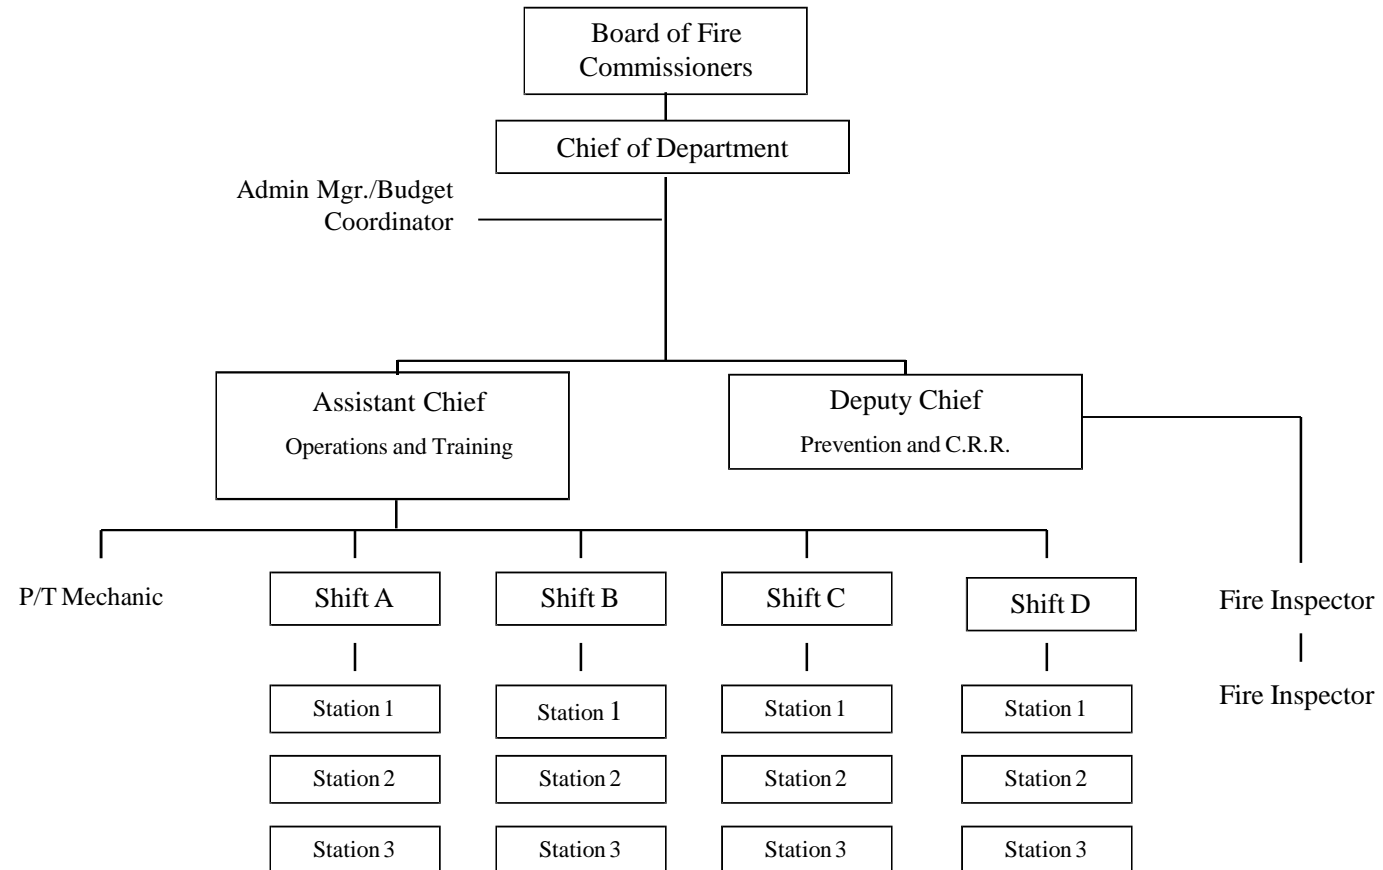 Board of Fire
Commissioners
Chief of Department
Admin Mgr./Budget
Coordinator
Assistant Chief
Operations and Training
Deputy Chief
Prevention and C.R.R.
P/T Mechanic
Shift A
Shift B
Shift C
Shift D
Fire Inspector
Station 1
Station 1
Station 1
Station 1
Fire Inspector
Station 2
Station 2
Station 2
Station 2
Station 3
Station 3
Station 3
Station 3